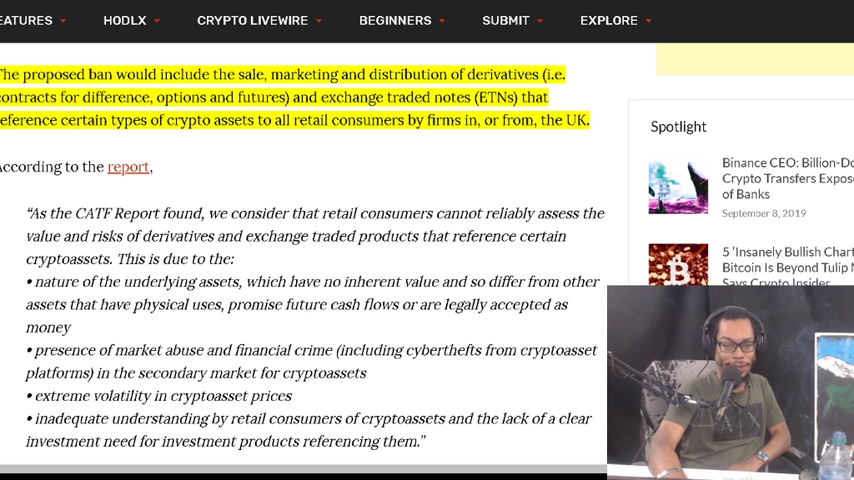 EATURES HODLX CRYPTO LIVEWIRE BEGINNERS SUBMIT EXPLORE
The proposed ban would include the sale, marketing and distribution of derivatives (i.e.
contracts for difference, options and futures) and exchange traded notes (ETNs) that
reference certain types of crypto assets to all retail consumers by firms in, or from, the UK.
According to the report,
“As the CATF Report found, we consider that retail consumers cannot reliably assess the
value and risks of derivatives and exchange traded products that reference certain
cryptoassets. This is due to the:
• nature of the underlying assets, which have no inherent value and so differ from other
assets that have physical uses, promise future cash flows or are legally accepted as
money
• presence of market abuse and financial crime (including cyberthefts from cryptoasset
platforms) in the secondary market for cryptoassets
• extreme volatility in cryptoasset prices
• inadequate understanding by retail consumers of cryptoassets and the lack of a clear
investment need for investment products referencing them.”
Spotlight
Binance CEO: Billion-Do
Crypto Transfers Expos
of Banks
September 8, 2019
5 ‘Insanely Bullish Chart
Bitcoin Is Beyond Tulip
Says Crypto Insider